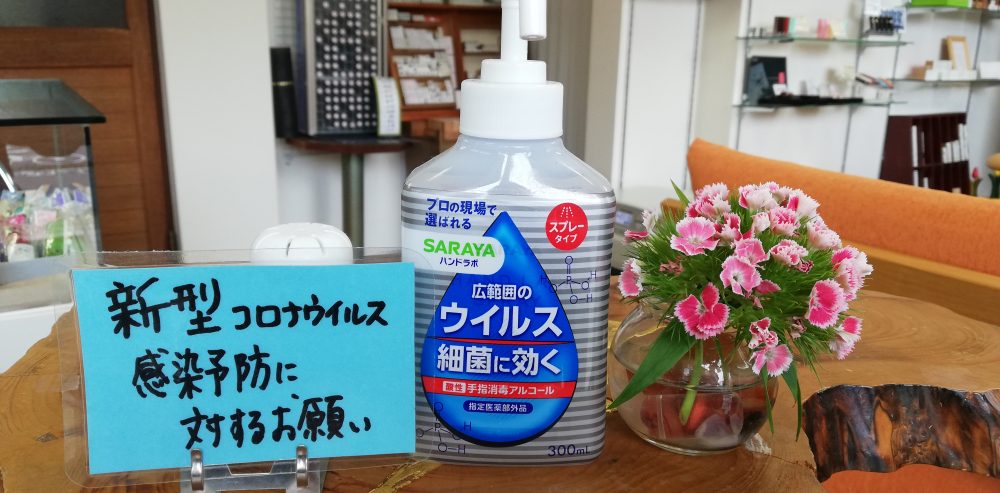 新型コロナウイルス
感染予防に
対するお願い
プロの現場で
選ばれる
SARAYA
ハンドラボ
スプレー
タイプ
広範囲の
ウイルス
細菌に効く
酸性 手指消毒アルコール
指定医薬部外品
300mL